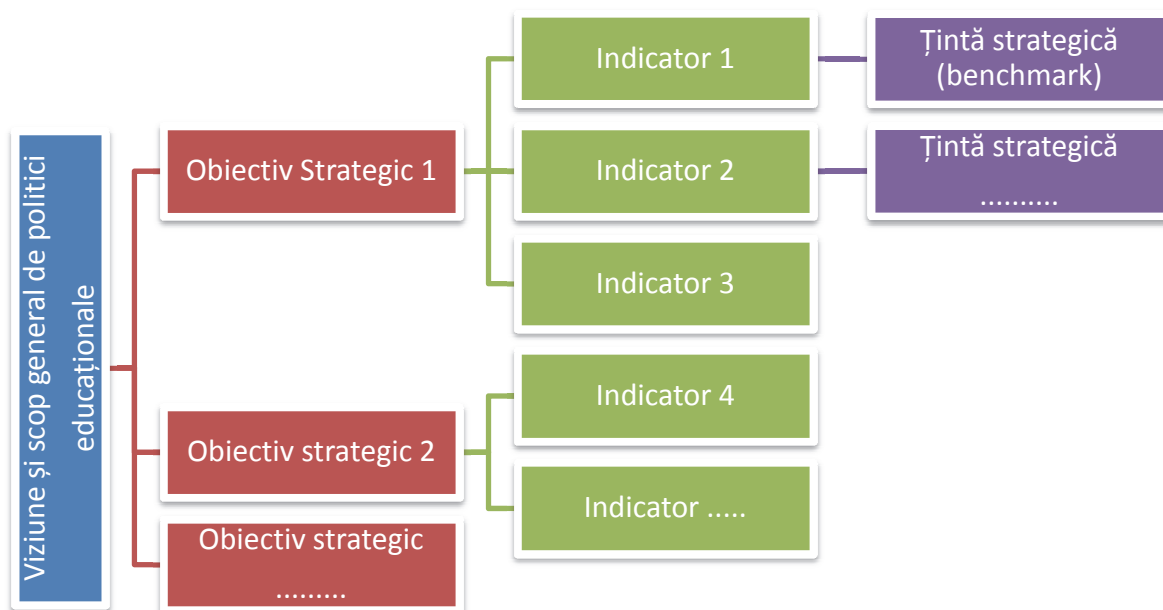 Viziune și scop general de politici
educaționale
Obiectiv Strategic 1
Indicator 1
Țintă strategică
(benchmark)
Indicator 2
Țintă strategică
..........
Indicator 3
Obiectiv strategic 2
Indicator 4
Indicator .....
Obiectiv strategic
.........